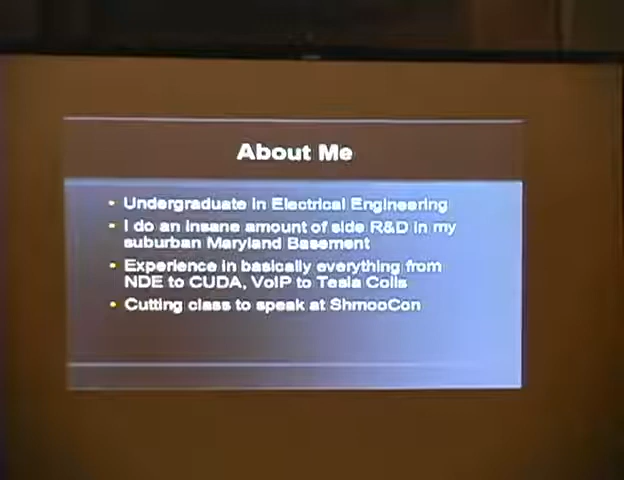 About Me
• Undergraduate in Electrical Engineering
• I do an insane amount of side R&D in my
suburban Maryland Basement
• Experience in basically everything from
NDE to CUDA, VoIP to Tesla Coils
• Cutting class to speak at ShmooCon